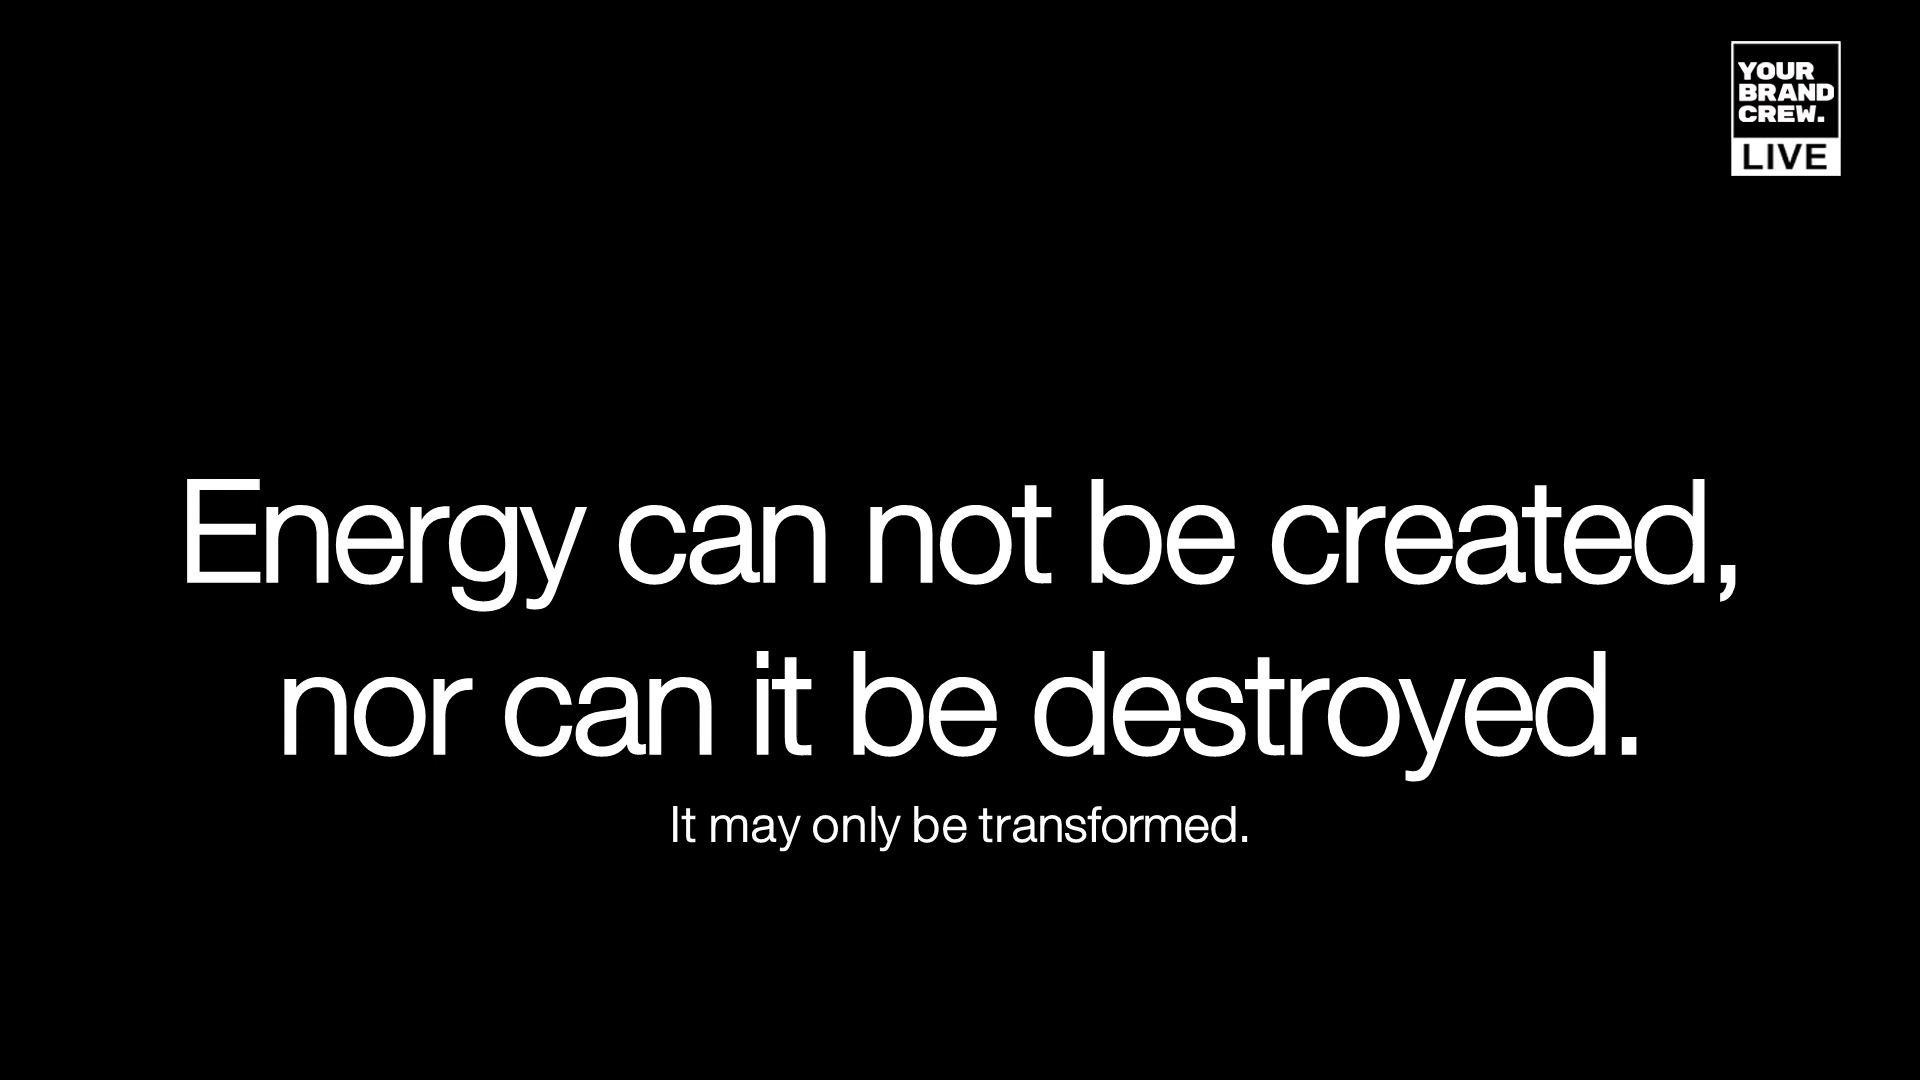 YOUR
BRAND
CREW.
LIVE
Energy can not be created,
nor can it be destroyed.
It may only be transformed.